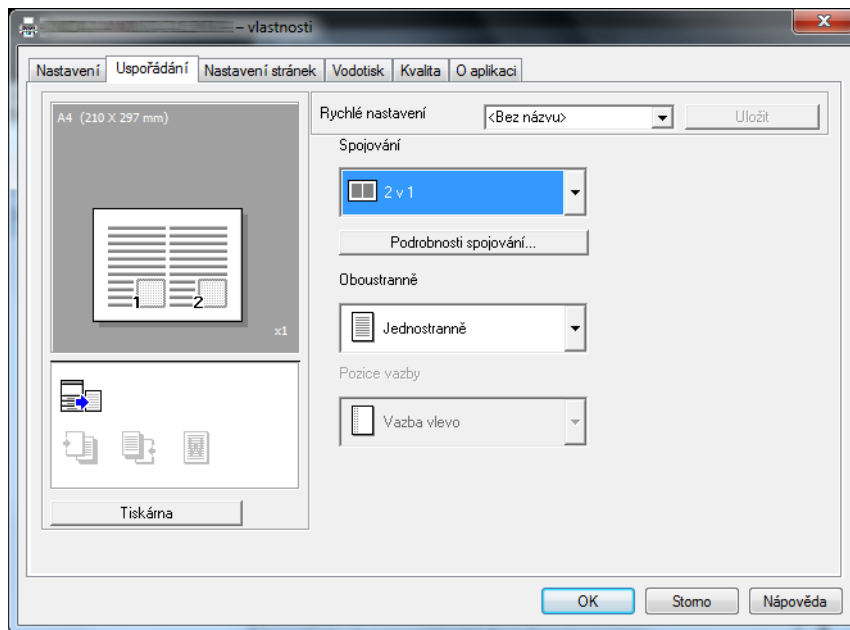 – vlastnosti
Nastavení Uspořádání Nastavení stránek Vodotisk Kvalita O aplikaci
A4 (210 X 297 mm)
1 2
x1
Tiskárna
Rychlé nastavení <Bez názvu> Uložit
Spojování
2 v 1
Podrobnosti spojování...
Oboustranně
Jednostranně
Pozice vazby
Vazba vlevo
OK Storno Nápověda